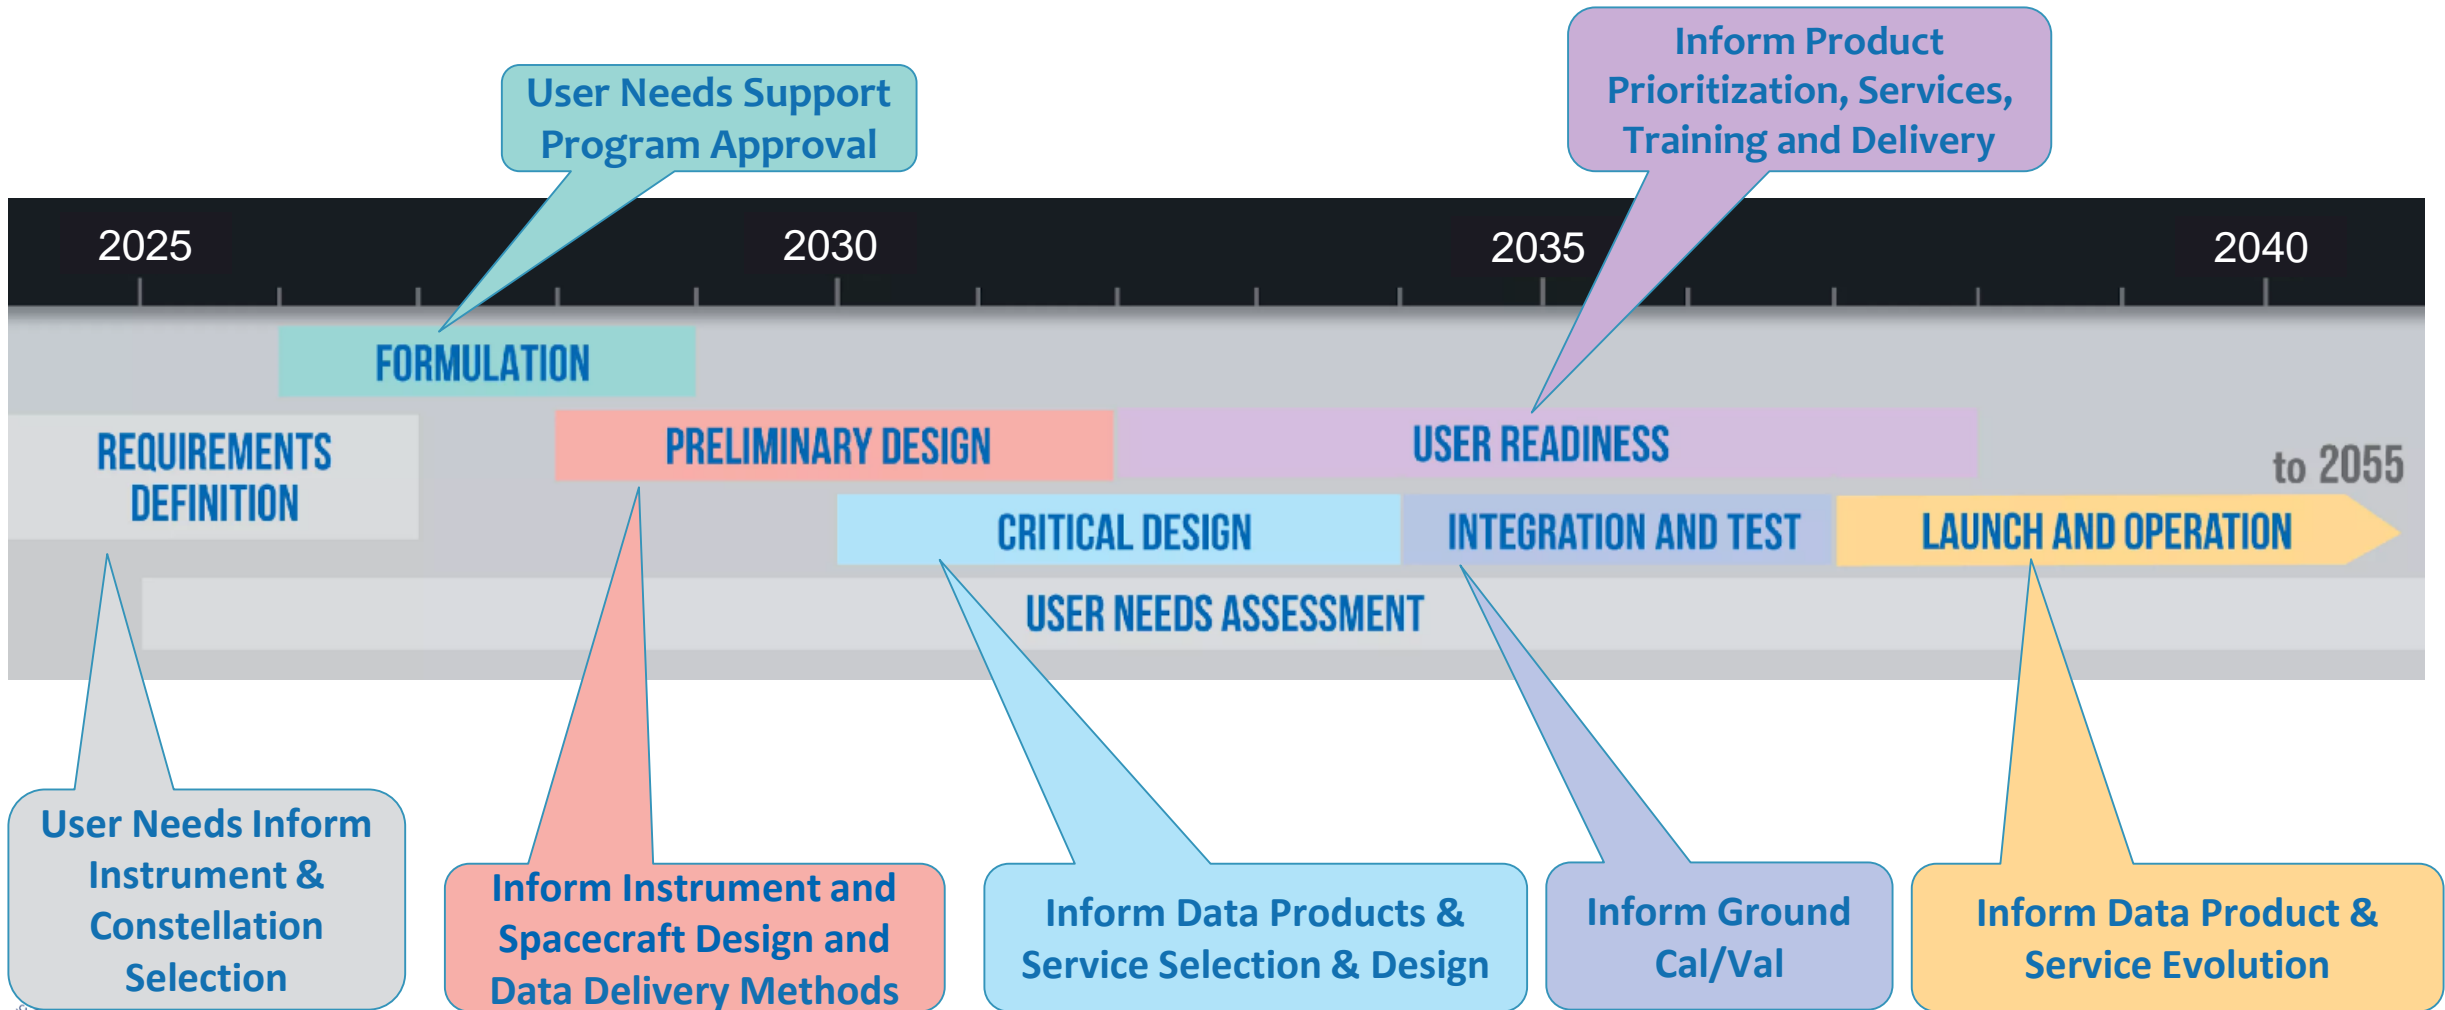 Inform Product
Prioritization, Services,
Training and Delivery
User Needs Support
Program Approval
2025
2030
2035
2040
FORMULATION
REQUIREMENTS
DEFINITION
PRELIMINARY DESIGN
USER READINESS
to 2055
CRITICAL DESIGN
INTEGRATION AND TEST
LAUNCH AND OPERATION
USER NEEDS ASSESSMENT
User Needs Inform
Instrument &
Constellation
Selection
Inform Instrument and
Spacecraft Design and
Data Delivery Methods
Inform Data Products &
Service Selection & Design
Inform Ground
Cal/Val
Inform Data Product &
Service Evolution